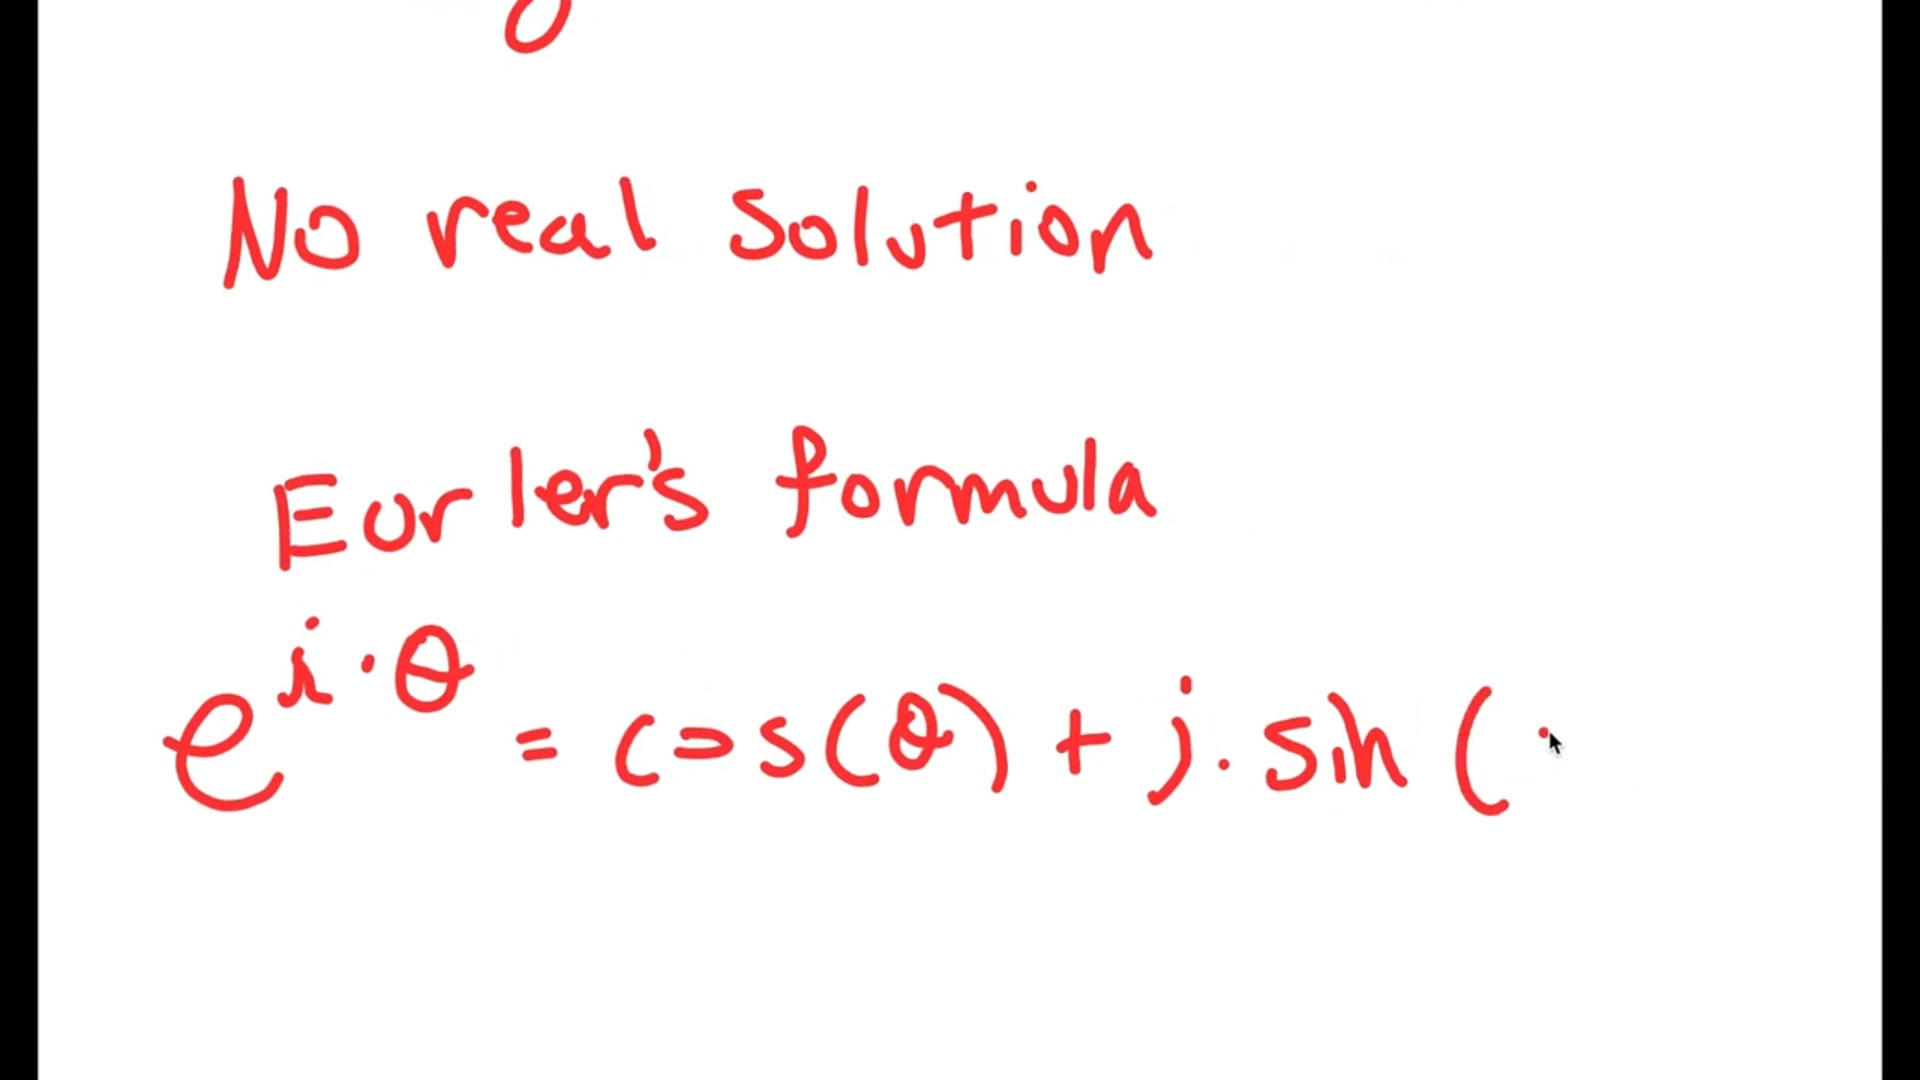 No real solution
Eurler's formula
e^{i·θ} = cos(θ) + j. sin (